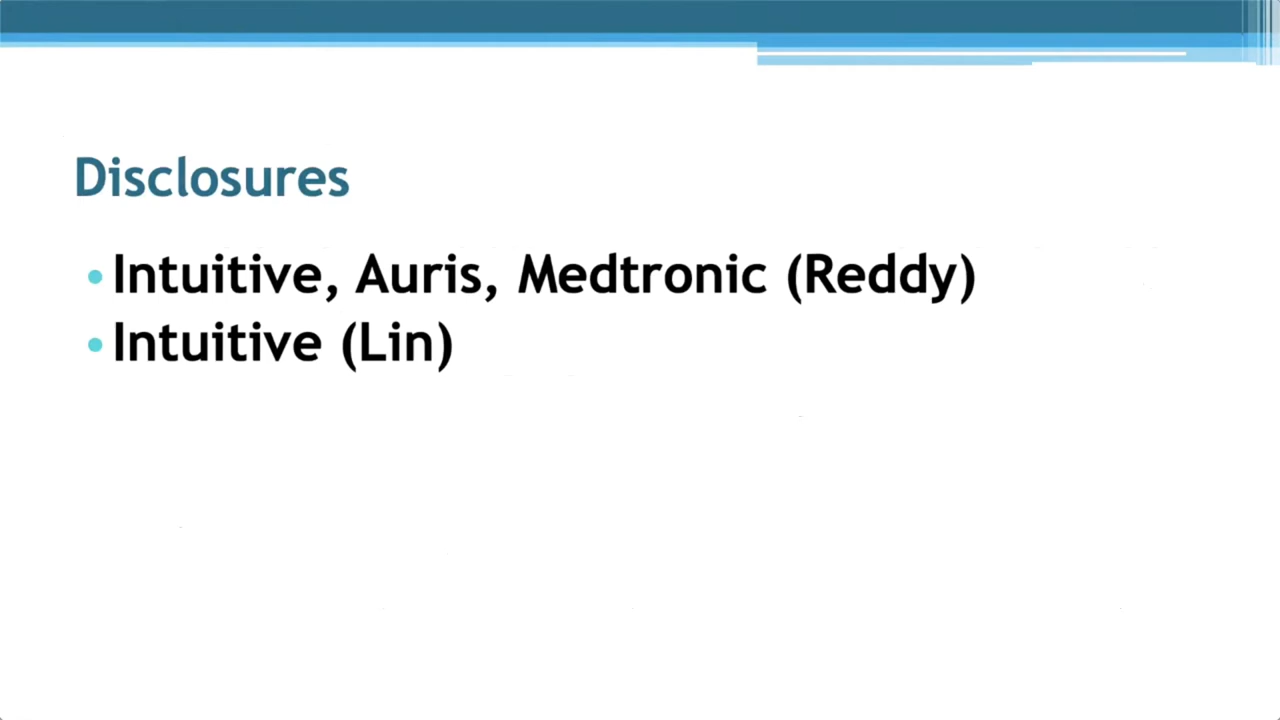 Disclosures
•Intuitive, Auris, Medtronic (Reddy)
•Intuitive (Lin)